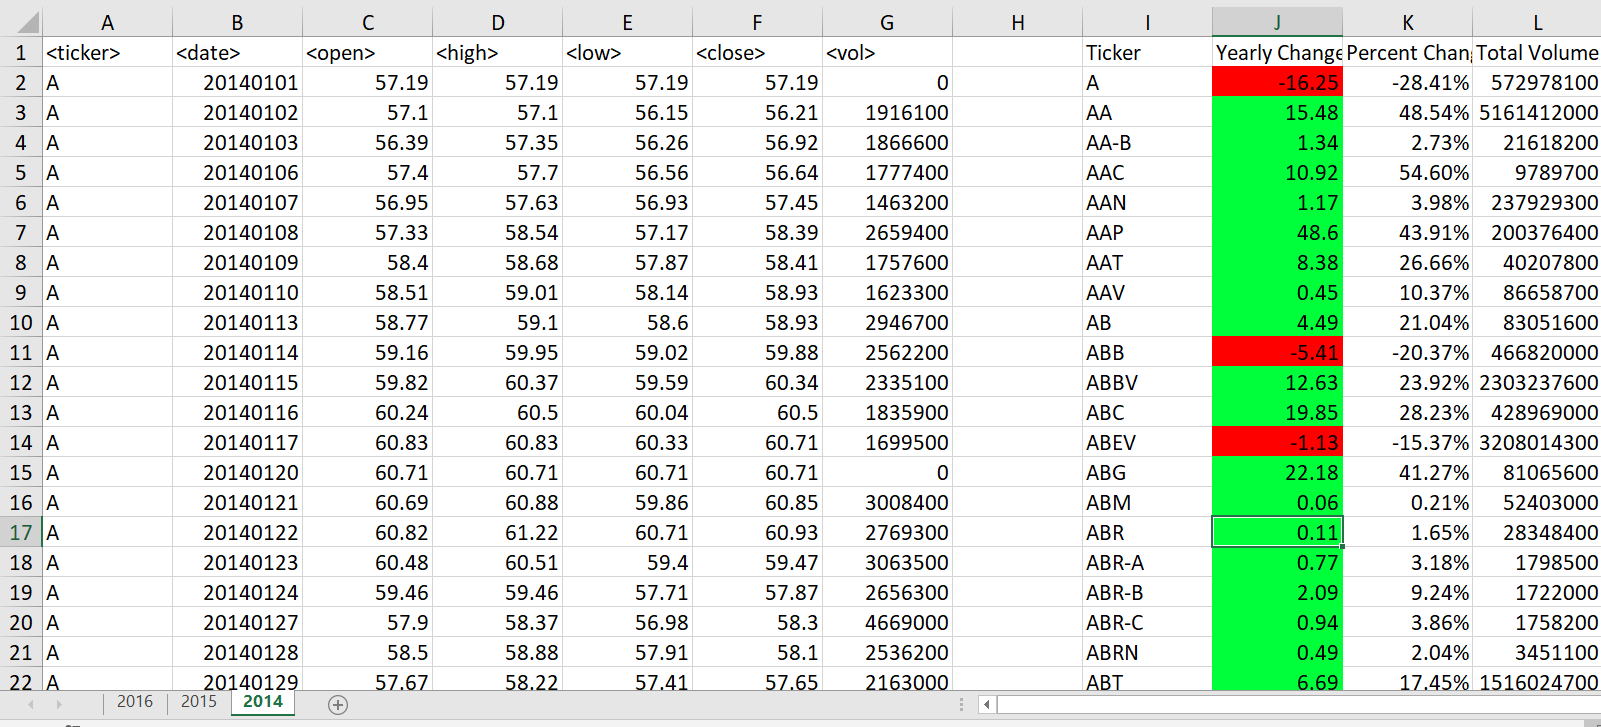 A B C D E F G H I J K L
1 <ticker> <date> <open> <high> <low> <close> <vol> Ticker Yearly Change Percent Chan Total Volume
2 A 20140101 57.19 57.19 57.19 57.19 0 A -16.25 -28.41% 572978100
3 A 20140102 57.1 57.1 56.15 56.21 1916100 AA 15.48 48.54% 5161412000
4 A 20140103 56.39 57.35 56.26 56.92 1866600 AA-B 1.34 2.73% 21618200
5 A 20140106 57.4 57.7 56.56 56.64 1777400 AAC 10.92 54.60% 9789700
6 A 20140107 56.95 57.63 56.93 57.45 1463200 AAN 1.17 3.98% 237929300
7 A 20140108 57.33 58.54 57.17 58.39 2659400 AAP 48.6 43.91% 200376400
8 A 20140109 58.4 58.68 57.87 58.41 1757600 AAT 8.38 26.66% 40207800
9 A 20140110 58.51 59.01 58.14 58.93 1623300 AAV 0.45 10.37% 86658700
10 A 20140113 58.77 59.1 58.6 58.93 2946700 AB 4.49 21.04% 83051600
11 A 20140114 59.16 59.95 59.02 59.88 2562200 ABB -5.41 -20.37% 466820000
12 A 20140115 59.82 60.37 59.59 60.34 2335100 ABBV 12.63 23.92% 2303237600
13 A 20140116 60.24 60.5 60.04 60.5 1835900 ABC 19.85 28.23% 428969000
14 A 20140117 60.83 60.83 60.33 60.71 1699500 ABEV -1.13 -15.37% 3208014300
15 A 20140120 60.71 60.71 60.71 60.71 0 ABG 22.18 41.27% 81065600
16 A 20140121 60.69 60.88 59.86 60.85 3008400 ABM 0.06 0.21% 52403000
17 A 20140122 60.82 61.22 60.71 60.93 2769300 ABR 0.11 1.65% 28348400
18 A 20140123 60.48 60.51 59.4 59.47 3063500 ABR-A 0.77 3.18% 1798500
19 A 20140124 59.46 59.46 57.71 57.87 2656300 ABR-B 2.09 9.24% 1722000
20 A 20140127 57.9 58.37 56.98 58.3 4669000 ABR-C 0.94 3.86% 1758200
21 A 20140128 58.5 58.88 57.91 58.1 2536200 ABRN 0.49 2.04% 3451100
22 A 20140129 57.67 58.22 57.41 57.65 2163000 ABT 6.69 17.45% 1516024700
2016 2015 2014